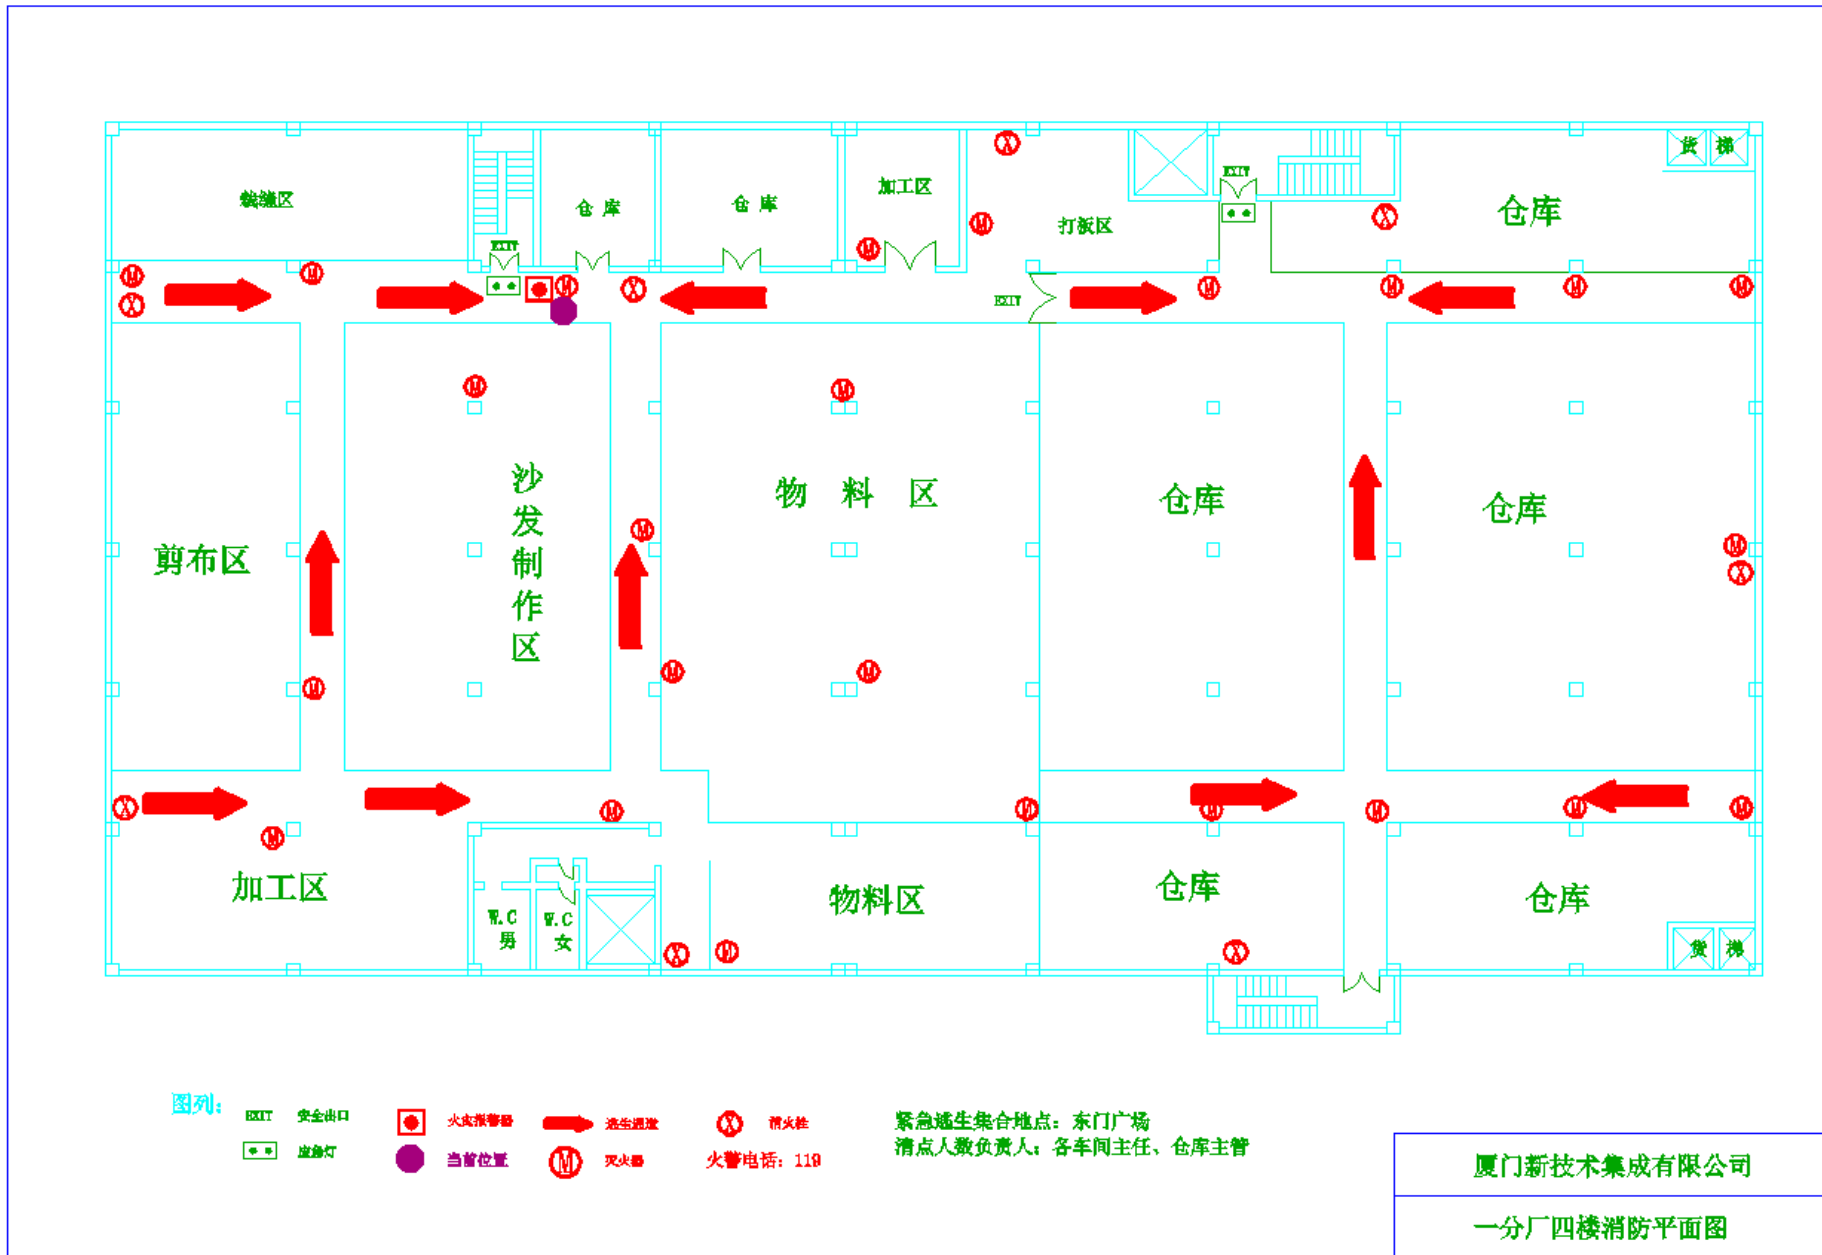 裁缝区
仓 库
仓 库
加工区
打板区
EXIT
仓库
货 梯
EXIT
EXIT
剪布区
沙发制作区
物 料 区
仓库
仓库
加工区
W.C 男
W.C 女
物料区
仓库
仓库
货 梯
图列:
EXIT 安全出口
火灾报警器
逃生通道
消火栓
应急灯
当前位置
灭火器
火警电话: 119
紧急逃生集合地点: 东门广场
清点人数负责人: 各车间主任、仓库主管
厦门新技术集成有限公司
一分厂四楼消防平面图